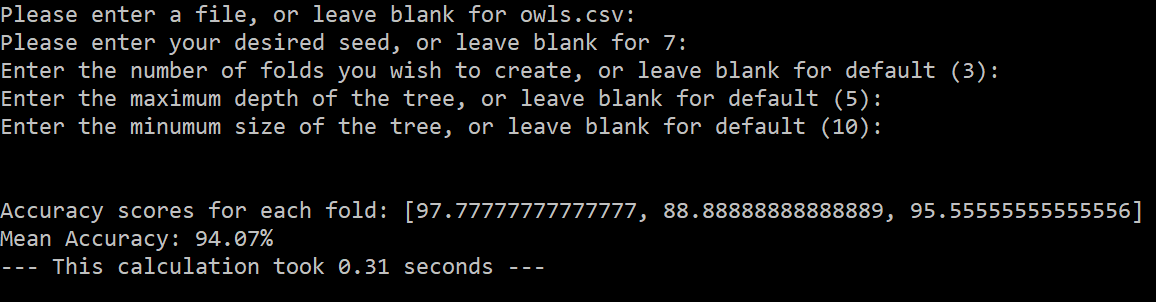 Please enter a file, or leave blank for owls.csv:
Please enter your desired seed, or leave blank for 7:
Enter the number of folds you wish to create, or leave blank for default (3):
Enter the maximum depth of the tree, or leave blank for default (5):
Enter the minumum size of the tree, or leave blank for default (10):
Accuracy scores for each fold: [97.77777777777777, 88.88888888888889, 95.55555555555556]
Mean Accuracy: 94.07%
--- This calculation took 0.31 seconds ---